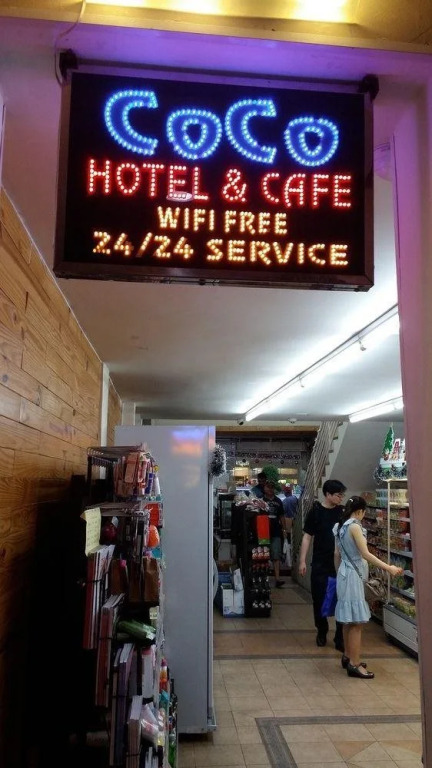 CoCo
HOTEL & CAFE
WIFI FREE
24/24 SERVICE